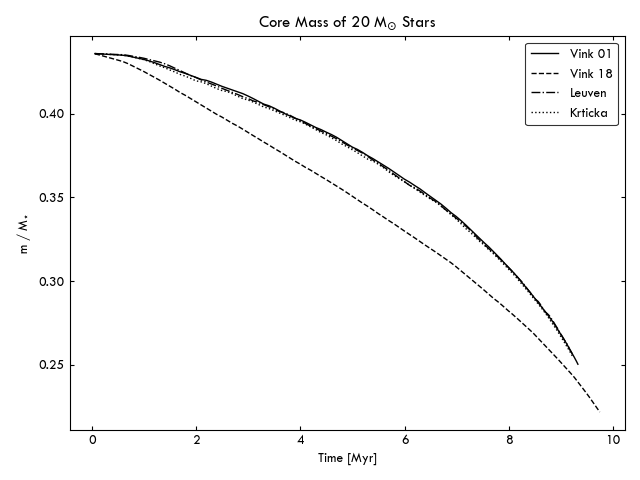 Core Mass of 20 M☉ Stars
Vink 01
Vink 18
Leuven
Krticka
0.40
0.35
0.30
0.25
m / M⋆
0 2 4 6 8 10
Time [Myr]